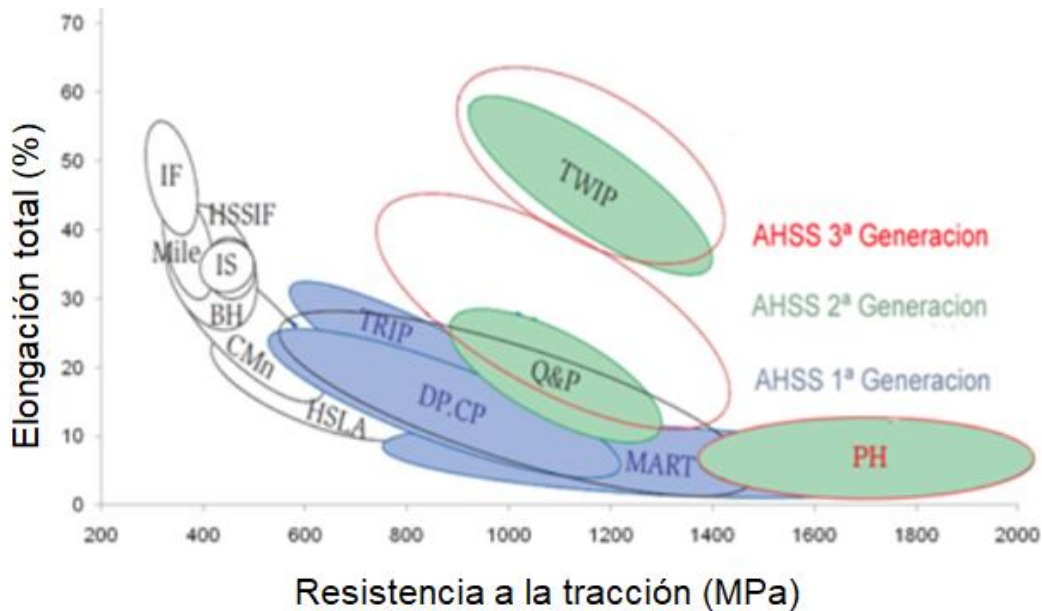 70
60
50
40
30
20
10
0
Elongación total (%)
IF
HSSIF
Mile
IS
BH
CMn
HSLA
TRIP
DP.CP
TWIP
Q&P
MART
PH
AHSS 3ª Generacion
AHSS 2ª Generacion
AHSS 1ª Generacion
200 400 600 800 1000 1200 1400 1600 1800 2000
Resistencia a la tracción (MPa)